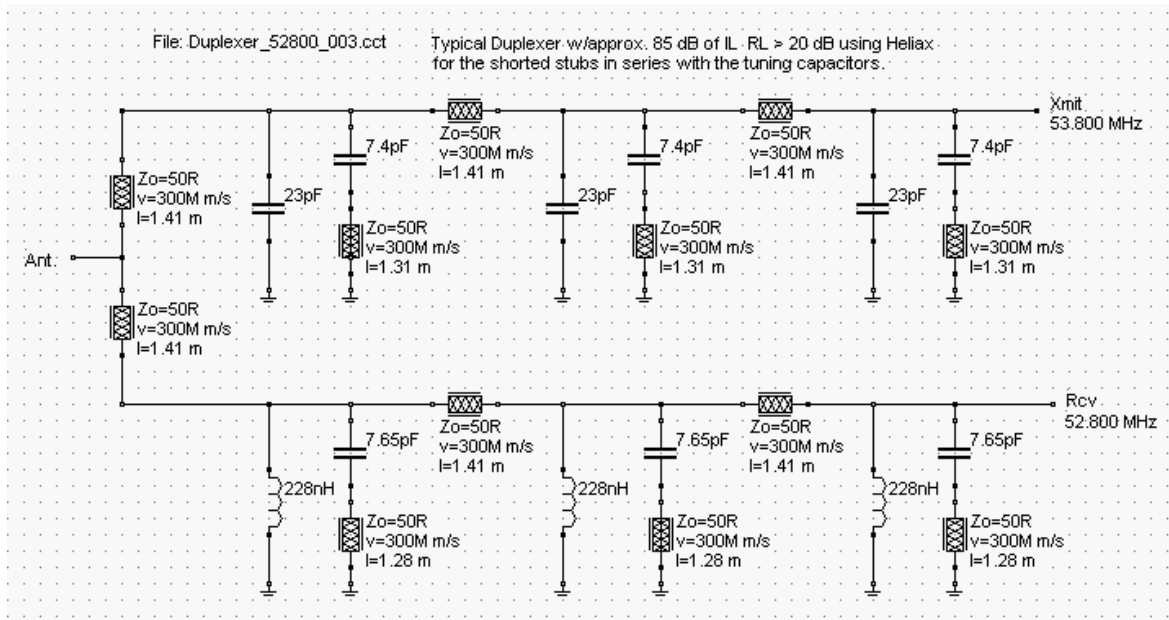 File: Duplexer_52800_003.cct
Typical Duplexer w/approx. 85 dB of IL RL > 20 dB using Heliax
for the shorted stubs in series with the tuning capacitors.
Xmit
53.800 MHz
Zo=50R
v=300M m/s
l=1.41 m
Zo=50R
v=300M m/s
l=1.41 m
7.4pF
7.4pF
7.4pF
Zo=50R
v=300M m/s
l=1.41 m
23pF
23pF
23pF
Zo=50R
v=300M m/s
l=1.31 m
Zo=50R
v=300M m/s
l=1.31 m
Zo=50R
v=300M m/s
l=1.31 m
Ant.
Zo=50R
v=300M m/s
l=1.41 m
Rcv
52.800 MHz
Zo=50R
v=300M m/s
l=1.41 m
Zo=50R
v=300M m/s
l=1.41 m
7.65pF
7.65pF
7.65pF
228nH
228nH
228nH
Zo=50R
v=300M m/s
l=1.28 m
Zo=50R
v=300M m/s
l=1.28 m
Zo=50R
v=300M m/s
l=1.28 m